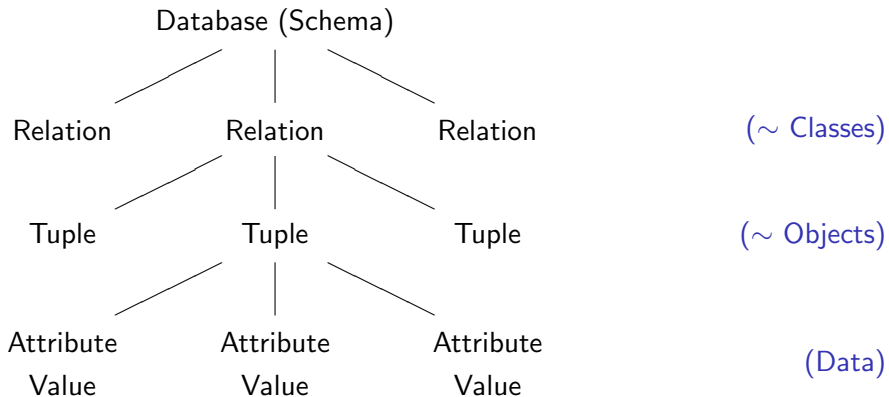 Database (Schema)
Relation Relation Relation (∼ Classes)
Tuple Tuple Tuple (∼ Objects)
Attribute Attribute Attribute
Value Value Value
(Data)